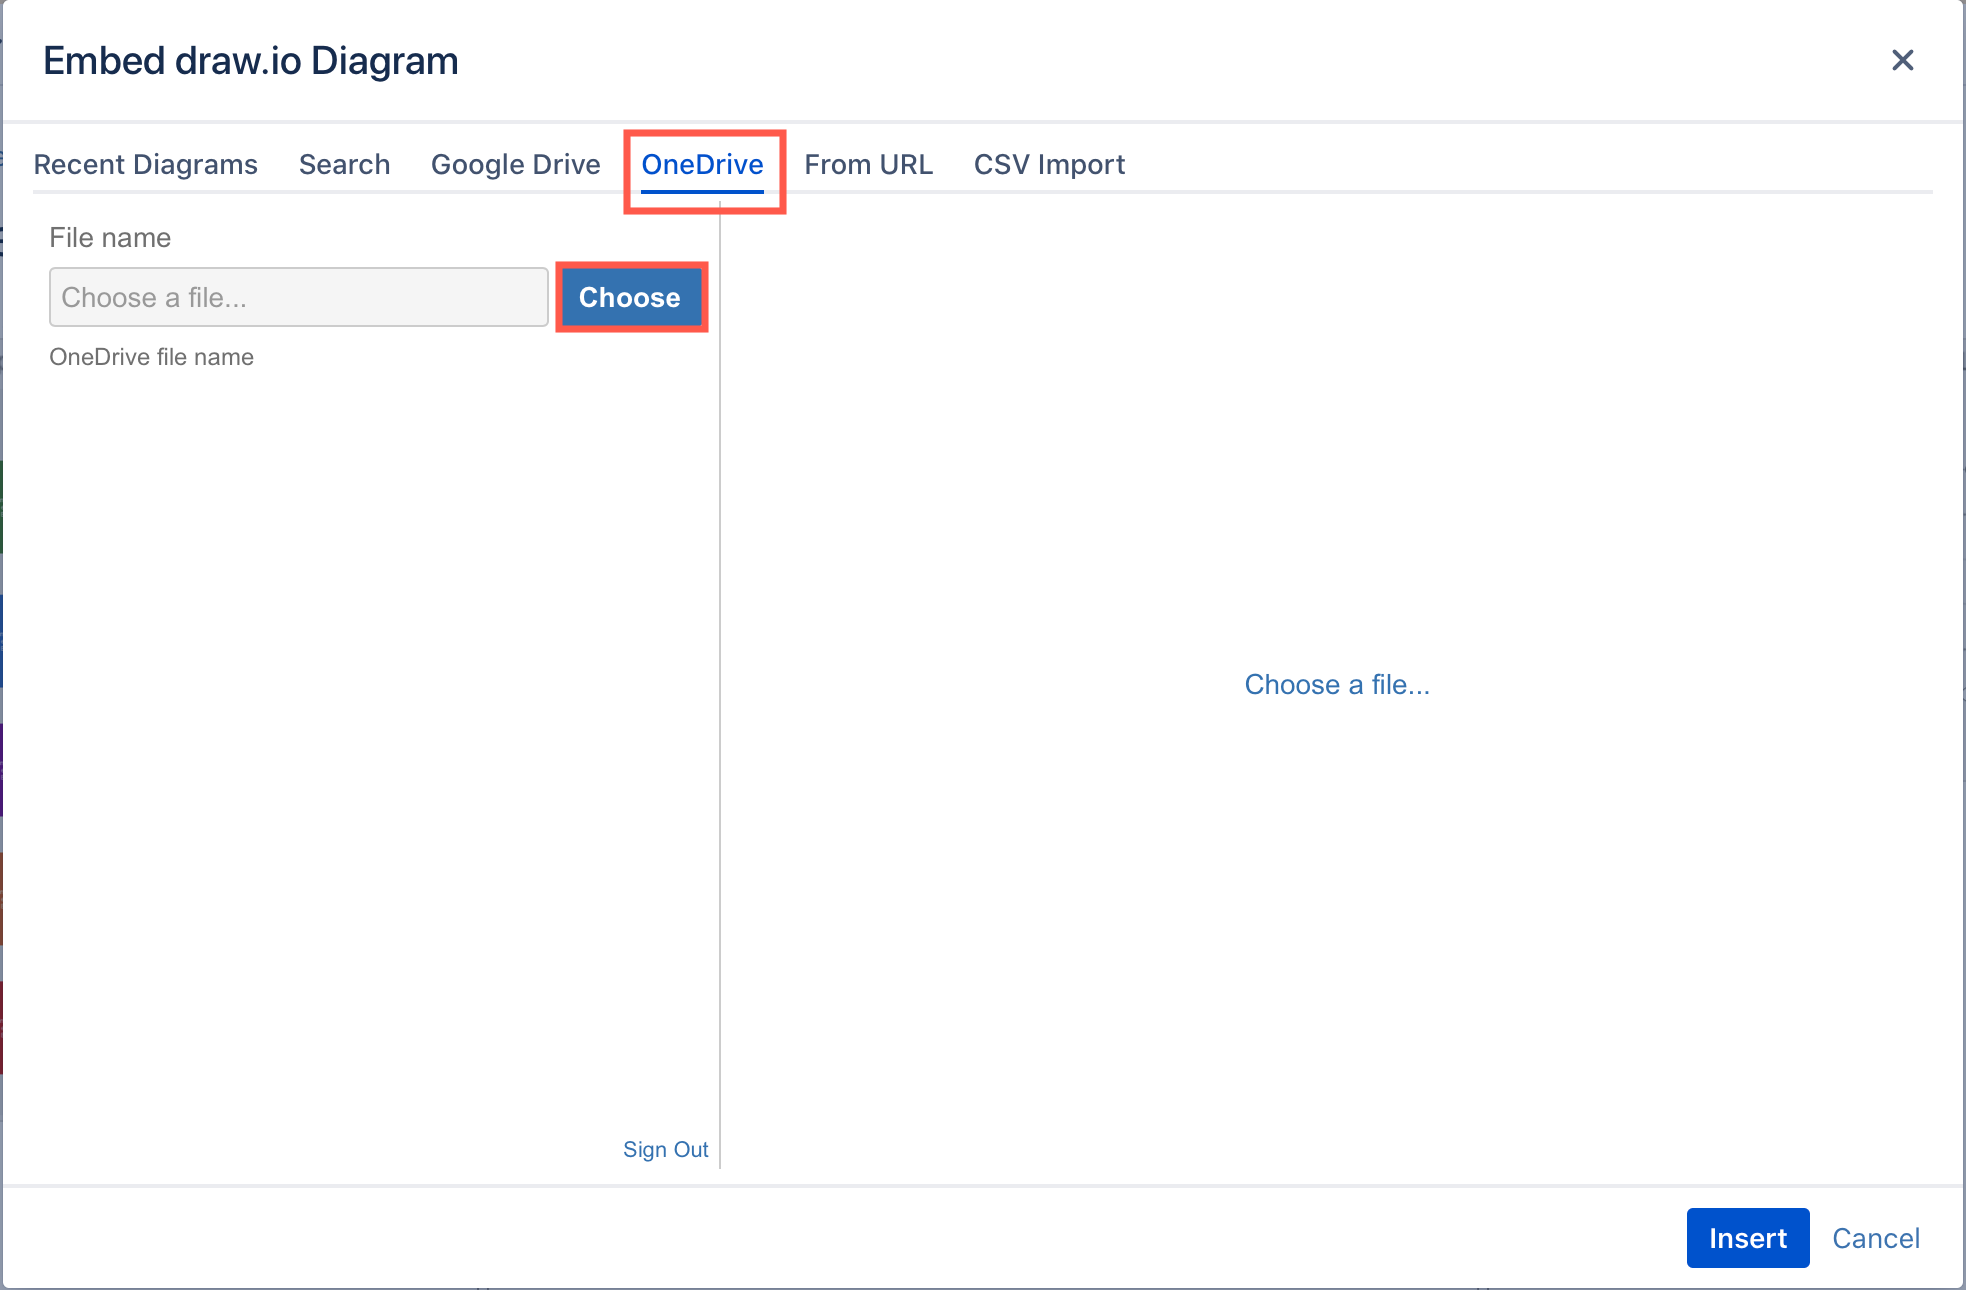 Embed draw.io Diagram
Recent Diagrams Search Google Drive OneDrive From URL CSV Import
File name
Choose a file... Choose
OneDrive file name
Choose a file...
Sign Out
Insert Cancel